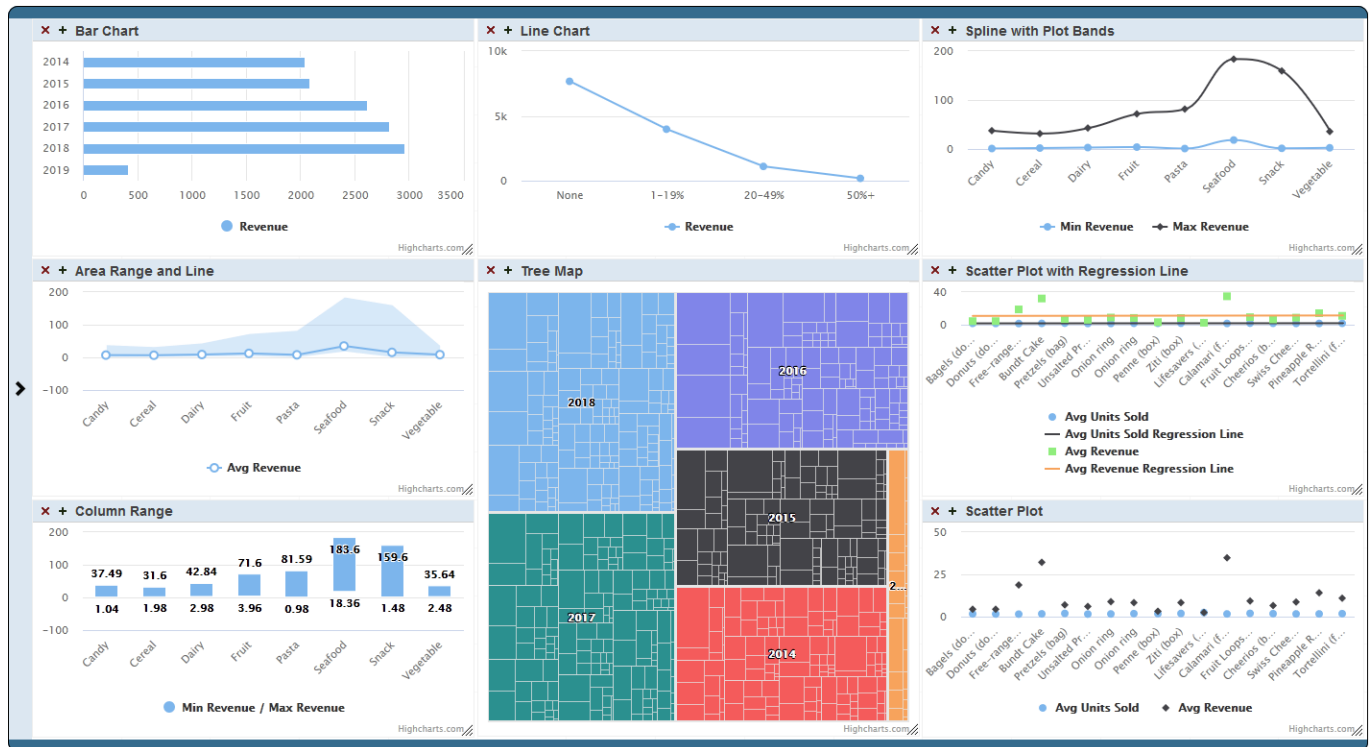 Bar Chart
2014
2015
2016
2017
2018
2019
0 500 1000 1500 2000 2500 3000 3500
Revenue
Highcharts.com
Line Chart
10k
5k
0
None 1-19% 20-49% 50%+
Revenue
Highcharts.com
Spline with Plot Bands
200
100
0
Candy Cereal Dairy Fruit Pasta Seafood Snack Vegetable
Min Revenue Max Revenue
Highcharts.com
Area Range and Line
200
100
0
−100
Candy Cereal Dairy Fruit Pasta Seafood Snack Vegetable
Avg Revenue
Highcharts.com
Tree Map
2018
2016
2015
2...
2017
2014
Highcharts.com
Scatter Plot with Regression Line
40
20
0
Bagels (do... Donuts (do... Free-range... Bundt Cake Pretzels (bag) Unsalted Pr... Onion ring Onion ring Penne (box) Ziti (box) Lifesavers (... Calamari (f... Fruit Loops... Cheerios (b... Swiss Chee... Pineapple R... Tortellini (f...
Avg Units Sold
Avg Units Sold Regression Line
Avg Revenue
Avg Revenue Regression Line
Highcharts.com
Column Range
200
100
0
−100
37.49 31.6 42.84 71.6 81.59 183.6 159.6 35.64
1.04 1.98 2.98 3.96 0.98 18.36 1.48 2.48
Candy Cereal Dairy Fruit Pasta Seafood Snack Vegetable
Min Revenue / Max Revenue
Highcharts.com
Scatter Plot
50
25
0
Bagels (do... Donuts (do... Free-range... Bundt Cake Pretzels (bag) Unsalted Pr... Onion ring Onion ring Penne (box) Ziti (box) Lifesavers (... Calamari (f... Fruit Loops... Cheerios (b... Swiss Chee... Pineapple R... Tortellini (f...
Avg Units Sold Avg Revenue
Highcharts.com